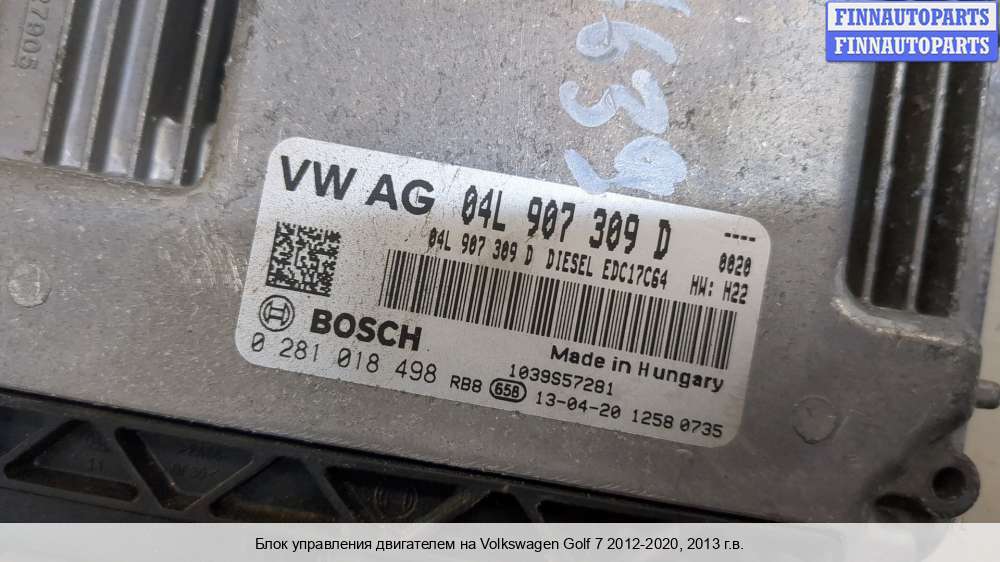 FINNAUTOPARTS
FINNAUTOPARTS
27905
4639
VW AG 04L 907 309 D ----
04L 907 309 D DIESEL EDC17C64 0020
HW: H22
BOSCH
Made in Hungary
0 281 018 498 RB8 658 1039S57281
13-04-20 1258 0735
Блок управления двигателем на Volkswagen Golf 7 2012-2020, 2013 г.в.